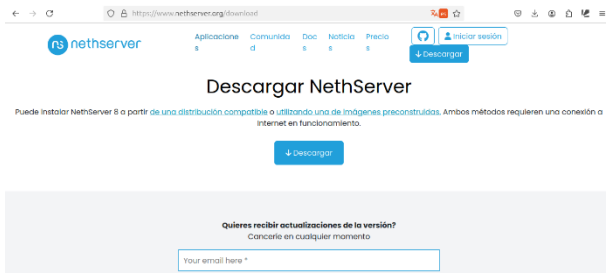 https://www.nethserver.org/download
nethserver
Aplicacione
s
Comunida
d
Doc
s
Noticia
s
Precio
s
Iniciar sesión
Descargar
Descargar NethServer
Puede instalar NethServer 8 a partir de una distribución compatible o utilizando una de imágenes preconstruidas. Ambos métodos requieren una conexión a
Internet en funcionamiento.
Descargar
Quieres recibir actualizaciones de la versión?
Cancerle en cualquier momento
Your email here *